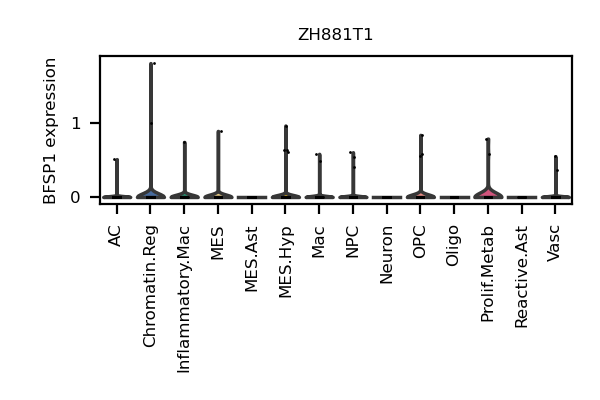 ZH881T1
BFSP1 expression
1
0
AC
Chromatin.Reg
Inflammatory.Mac
MES
MES.Ast
MES.Hyp
Mac
NPC
Neuron
OPC
Oligo
Prolif.Metab
Reactive.Ast
Vasc